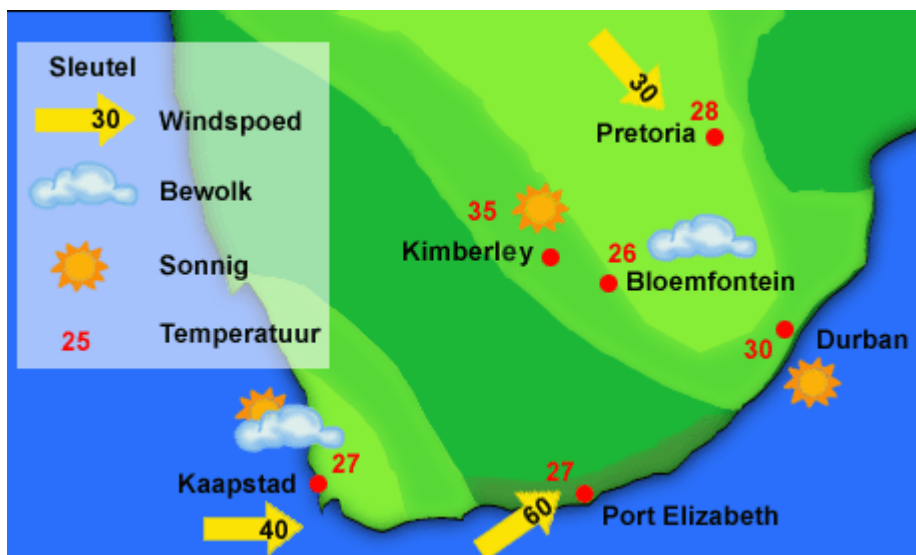 Sleutel
30 Windspoed
Bewolk
Sonnig
25 Temperatuur
30
28
Pretoria
35
Kimberley
26
Bloemfontein
30
Durban
27
Kaapstad
40
27
60
Port Elizabeth